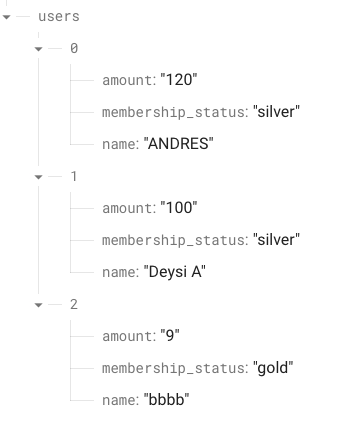 users
0
amount: "120"
membership_status: "silver"
name: "ANDRES"
1
amount: "100"
membership_status: "silver"
name: "Deysi A"
2
amount: "9"
membership_status: "gold"
name: "bbbb"